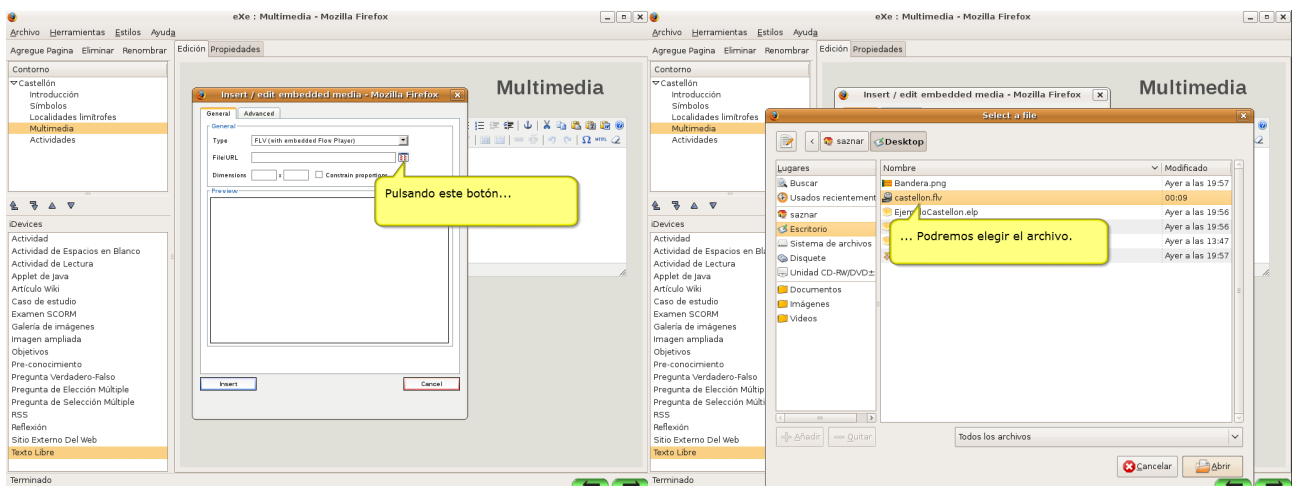 eXe : Multimedia - Mozilla Firefox
Archivo Herramientas Estilos Ayuda
Agregue Pagina Eliminar Renombrar
Edición Propiedades
Contorno
Castellón
Introducción
Símbolos
Localidades limítrofes
Multimedia
Actividades
iDevices
Actividad
Actividad de Espacios en Blanco
Actividad de Lectura
Applet de Java
Artículo Wiki
Caso de estudio
Examen SCORM
Galería de imágenes
Imagen ampliada
Objetivos
Pre-conocimiento
Pregunta Verdadero-Falso
Pregunta de Elección Múltiple
Pregunta de Selección Múltiple
RSS
Reflexión
Sitio Externo Del Web
Texto Libre
Terminado
Multimedia
HTML
Insert / edit embedded media - Mozilla Firefox
General Advanced
General
Type FLV (with embedded Flow Player)
File/URL
Dimensions x Constrain proportions
Preview
Pulsando este botón...
Insert Cancel
eXe : Multimedia - Mozilla Firefox
Archivo Herramientas Estilos Ayuda
Agregue Pagina Eliminar Renombrar
Edición Propiedades
Contorno
Castellón
Introducción
Símbolos
Localidades limítrofes
Multimedia
Actividades
iDevices
Actividad
Actividad de Espacios en Bla
Actividad de Lectura
Applet de Java
Artículo Wiki
Caso de estudio
Examen SCORM
Galería de imágenes
Imagen ampliada
Objetivos
Pre-conocimiento
Pregunta Verdadero-Falso
Pregunta de Elección Múltip
Pregunta de Selección Múlti
RSS
Reflexión
Sitio Externo Del Web
Texto Libre
Terminado
Multimedia
Insert / edit embedded media - Mozilla Firefox
Select a file
saznar Desktop
Lugares
Buscar
Usados recientement
saznar
Escritorio
Sistema de archivos
Disquete
Unidad CD-RW/DVD±
Documentos
Imágenes
Videos
Nombre Modificado
Bandera.png Ayer a las 19:57
castellon.flv 00:09
EjemploCastellon.elp Ayer a las 19:56
Ayer a las 19:56
Ayer a las 13:47
Ayer a las 19:57
... Podremos elegir el archivo.
Añadir Quitar
Todos los archivos
Cancelar Abrir